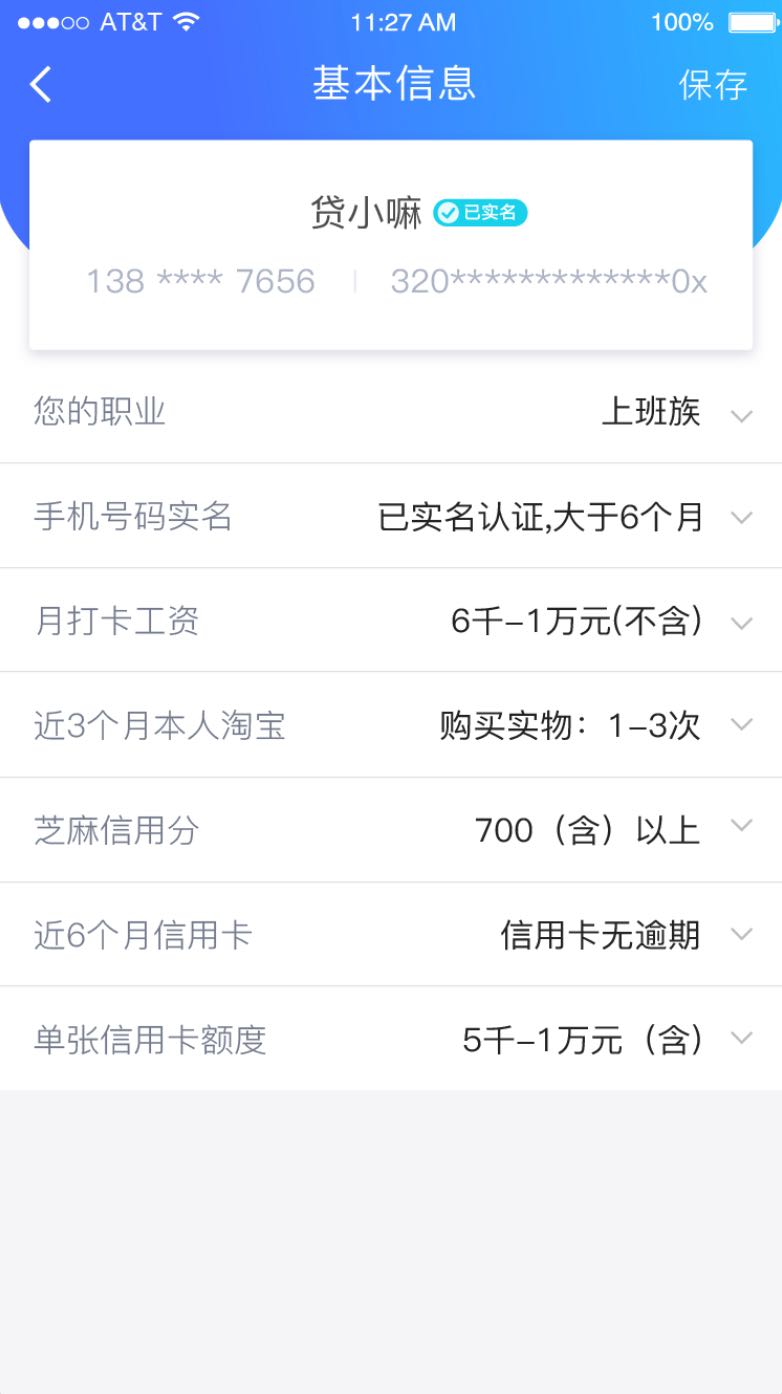 AT&T 11:27 AM 100%
基本信息 保存
贷小嘛 已实名
138 **** 7656 | 320*************0x
您的职业 上班族
手机号码实名 已实名认证,大于6个月
月打卡工资 6千-1万元(不含)
近3个月本人淘宝 购买实物：1-3次
芝麻信用分 700（含）以上
近6个月信用卡 信用卡无逾期
单张信用卡额度 5千-1万元（含)